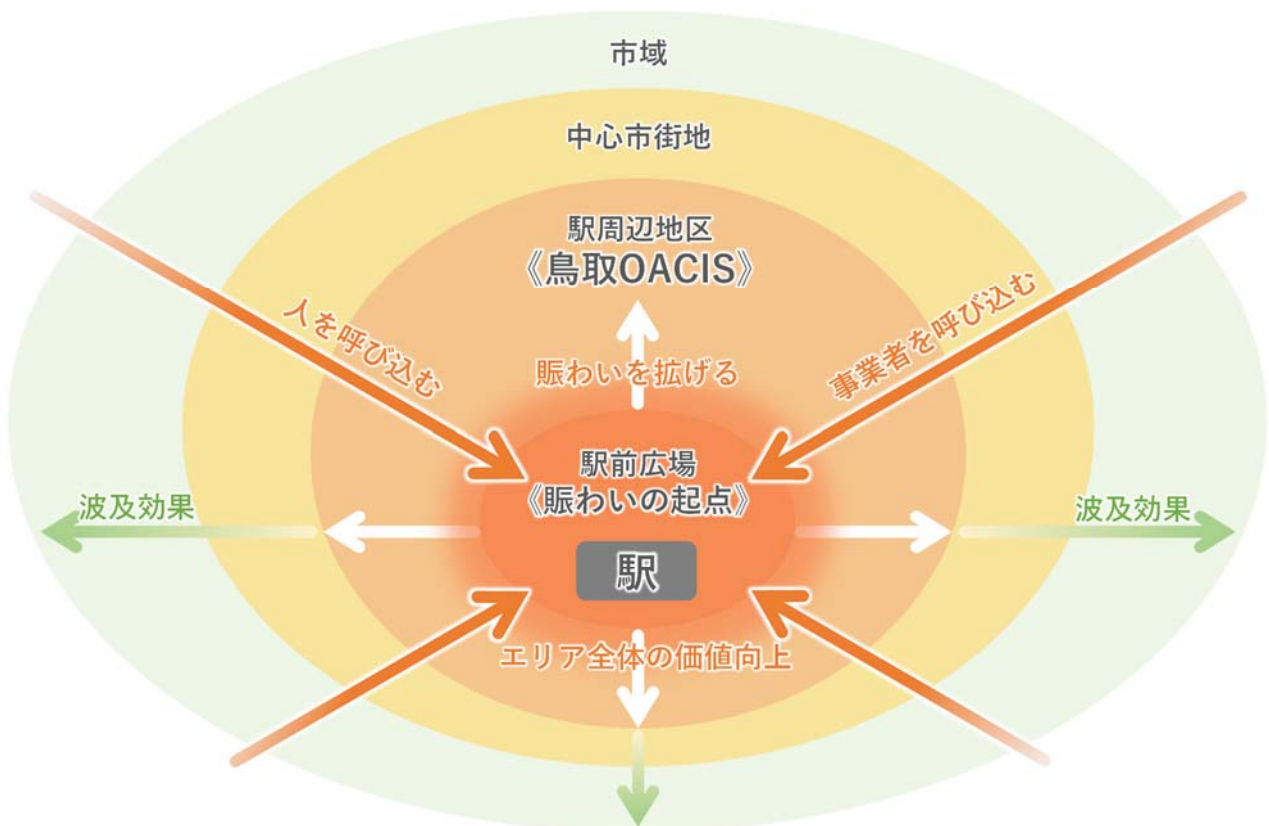 市域
中心市街地
駅周辺地区
《鳥取OACIS》
人を呼び込む
事業者を呼び込む
賑わいを拡げる
駅前広場
《賑わいの起点》
波及効果
波及効果
駅
エリア全体の価値向上